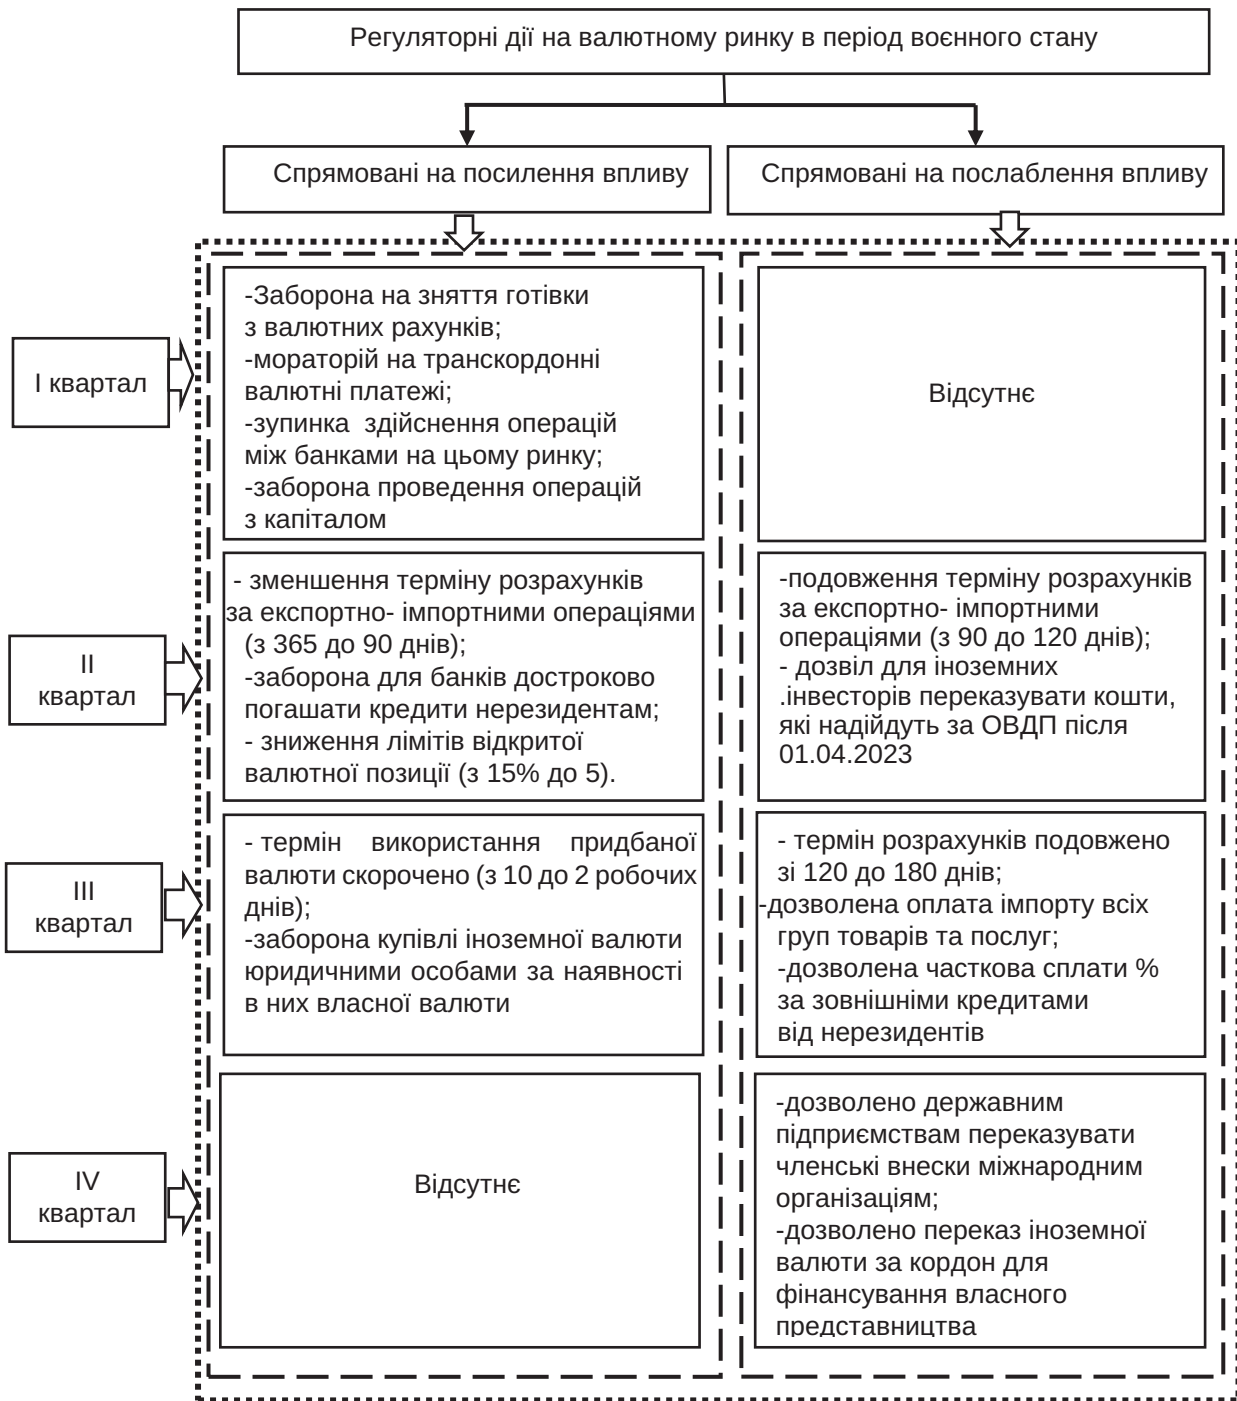 Регуляторні дії на валютному ринку в період воєнного стану
Спрямовані на посилення впливу
Спрямовані на послаблення впливу
І квартал
-Заборона на зняття готівки
з валютних рахунків;
-мораторій на транскордонні
валютні платежі;
-зупинка здійснення операцій
між банками на цьому ринку;
-заборона проведення операцій
з капіталом
Відсутнє
ІІ
квартал
- зменшення терміну розрахунків
за експортно- імпортними операціями
(з 365 до 90 днів);
-заборона для банків достроково
погашати кредити нерезидентам;
- зниження лімітів відкритої
валютної позиції (з 15% до 5).
-подовження терміну розрахунків
за експортно- імпортними
операціями (з 90 до 120 днів);
- дозвіл для іноземних
.інвесторів переказувати кошти,
які надійдуть за ОВДП після
01.04.2023
ІІІ
квартал
- термін використання придбаної
валюти скорочено (з 10 до 2 робочих
днів);
-заборона купівлі іноземної валюти
юридичними особами за наявності
в них власної валюти
- термін розрахунків подовжено
зі 120 до 180 днів;
-дозволена оплата імпорту всіх
груп товарів та послуг;
-дозволена часткова сплати %
за зовнішніми кредитами
від нерезидентів
IV
квартал
Відсутнє
-дозволено державним
підприємствам переказувати
членські внески міжнародним
організаціям;
-дозволено переказ іноземної
валюти за кордон для
фінансування власного
представництва